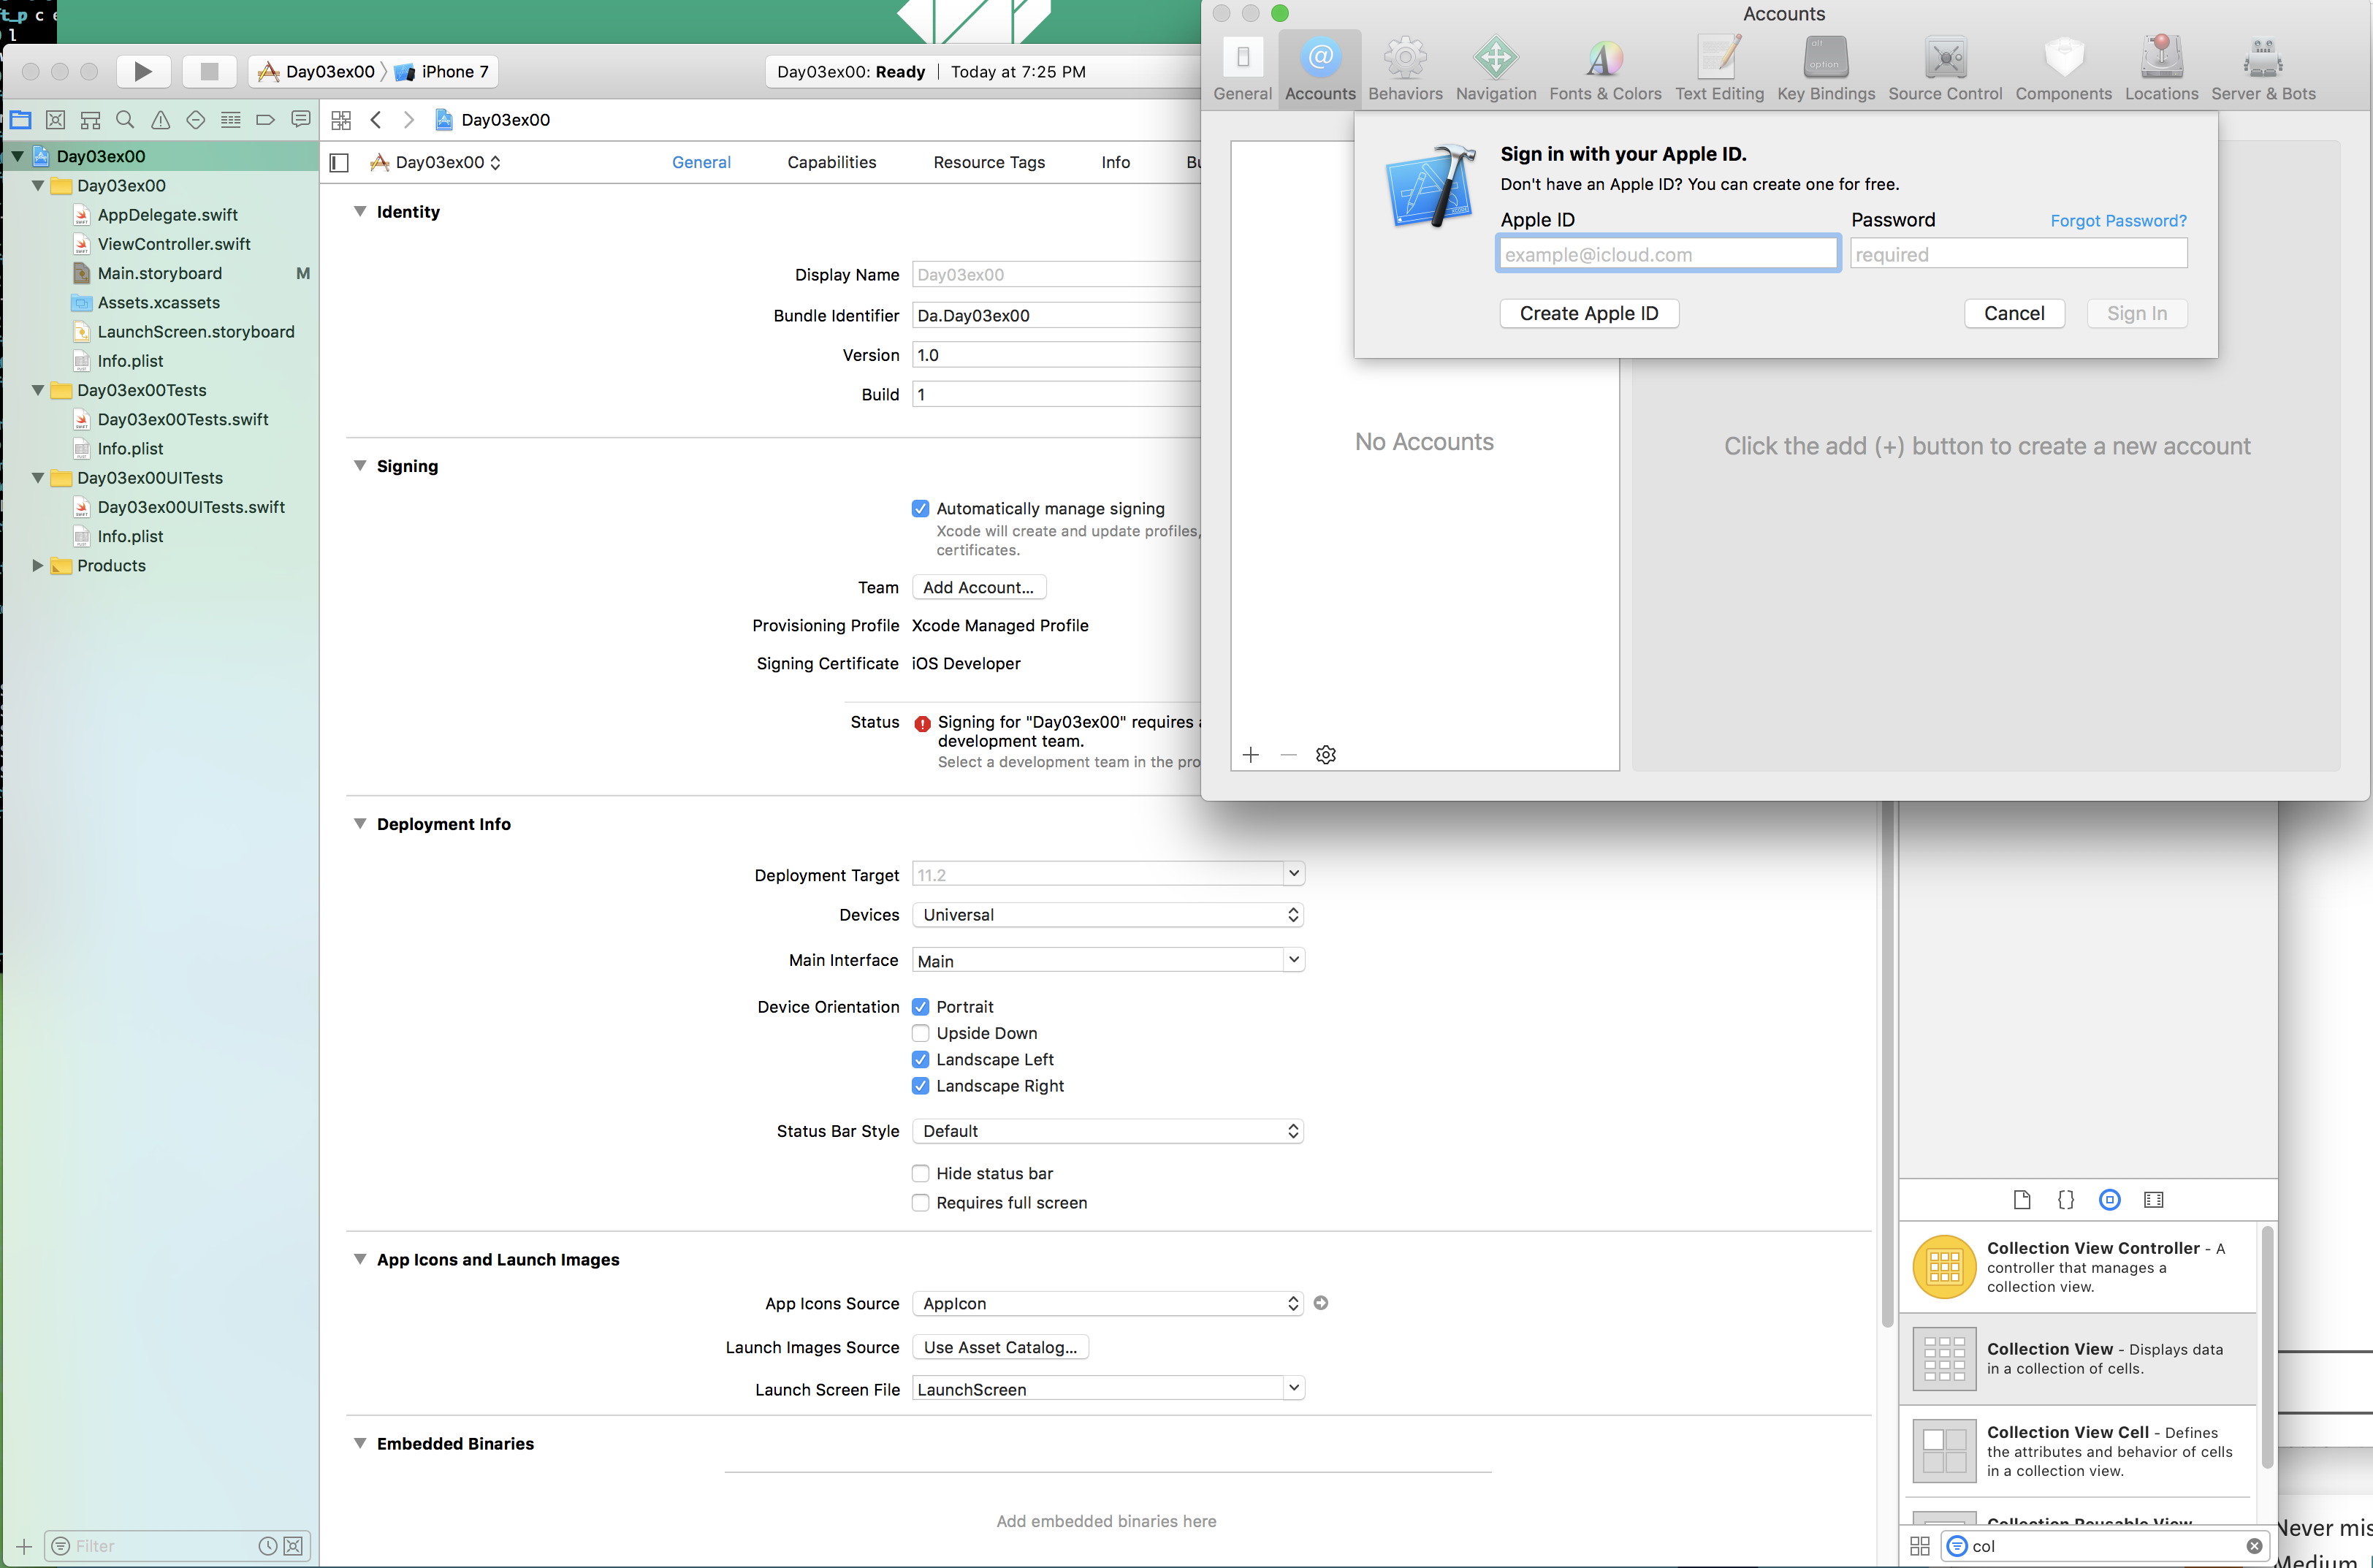 Day03ex00
iPhone 7
Day03ex00: Ready
Today at 7:25 PM
Day03ex00
Day03ex00
Day03ex00
AppDelegate.swift
ViewController.swift
Main.storyboard M
Assets.xcassets
LaunchScreen.storyboard
Info.plist
Day03ex00Tests
Day03ex00Tests.swift
Info.plist
Day03ex00UITests
Day03ex00UITests.swift
Info.plist
Products
Filter
Day03ex00
General
Capabilities
Resource Tags
Info
Identity
Display Name Day03ex00
Bundle Identifier Da.Day03ex00
Version 1.0
Build 1
Signing
Automatically manage signing
Xcode will create and update profiles,
certificates.
Team Add Account...
Provisioning Profile Xcode Managed Profile
Signing Certificate iOS Developer
Status Signing for "Day03ex00" requires a
development team.
Select a development team in the pro
Deployment Info
Deployment Target 11.2
Devices Universal
Main Interface Main
Device Orientation Portrait
Upside Down
Landscape Left
Landscape Right
Status Bar Style Default
Hide status bar
Requires full screen
App Icons and Launch Images
App Icons Source AppIcon
Launch Images Source Use Asset Catalog...
Launch Screen File LaunchScreen
Embedded Binaries
Add embedded binaries here
Accounts
General
Accounts
Behaviors
Navigation
Fonts & Colors
Text Editing
alt
option
Key Bindings
Source Control
Components
Locations
Server & Bots
Sign in with your Apple ID.
Don't have an Apple ID? You can create one for free.
Apple ID
Password
Forgot Password?
example@icloud.com
required
Create Apple ID
Cancel
Sign In
No Accounts
Click the add (+) button to create a new account
Collection View Controller - A
controller that manages a
collection view.
Collection View - Displays data
in a collection of cells.
Collection View Cell - Defines
the attributes and behavior of cells
in a collection view.
Collection Reusable View
col
Never mis
Medium